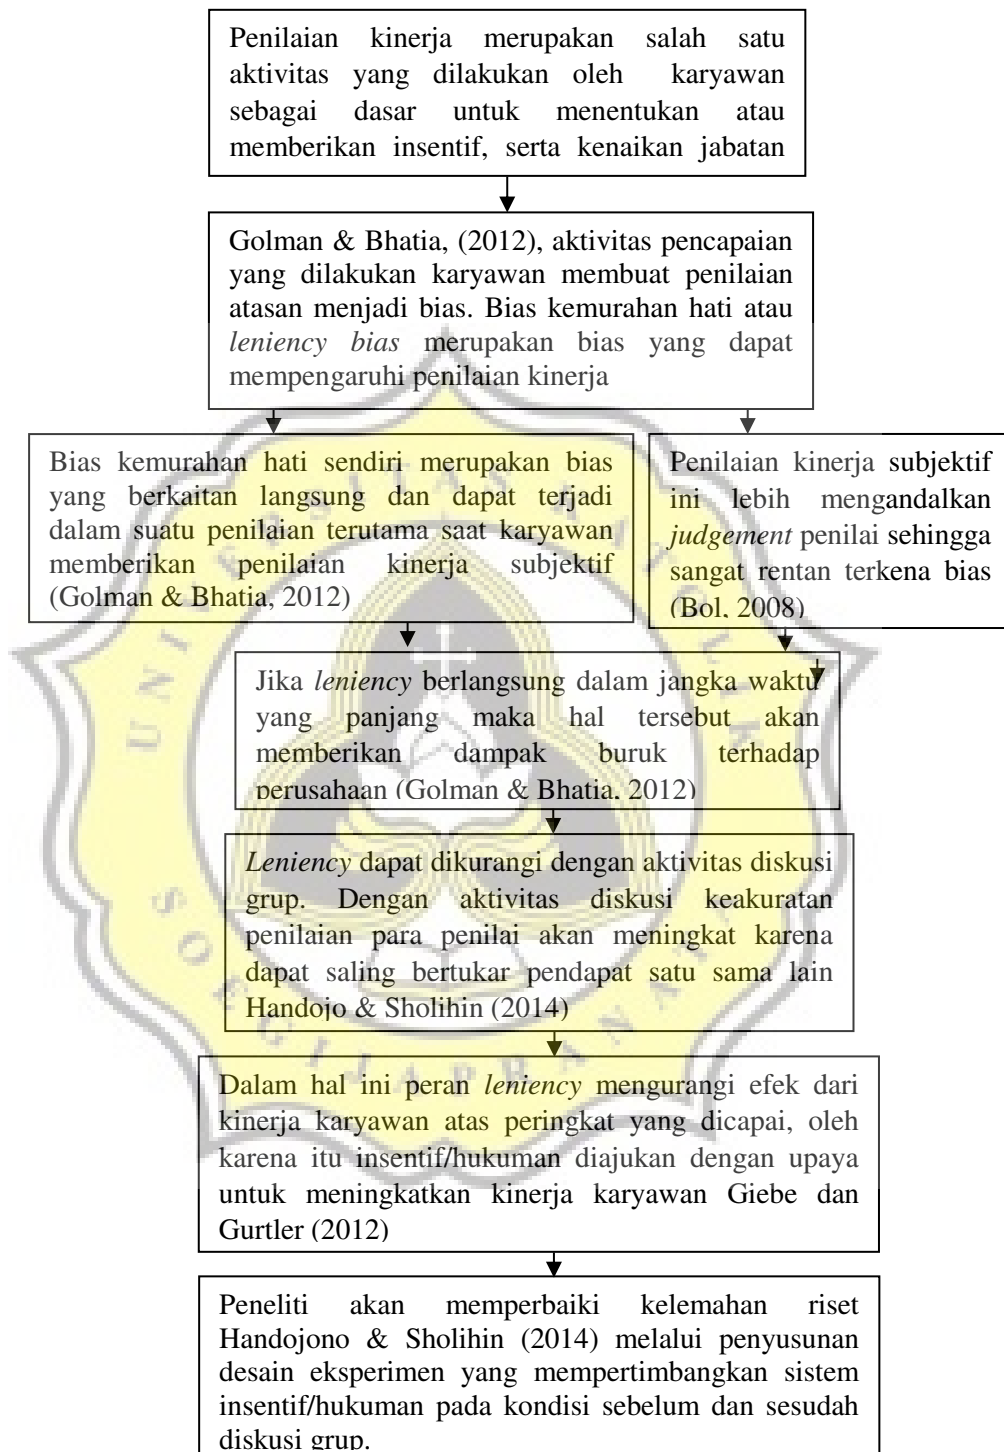 Penilaian kinerja merupakan salah satu
aktivitas yang dilakukan oleh karyawan
sebagai dasar untuk menentukan atau
memberikan insentif, serta kenaikan jabatan
Golman & Bhatia, (2012), aktivitas pencapaian
yang dilakukan karyawan membuat penilaian
atasan menjadi bias. Bias kemurahan hati atau
leniency bias merupakan bias yang dapat
mempengaruhi penilaian kinerja
Bias kemurahan hati sendiri merupakan bias
yang berkaitan langsung dan dapat terjadi
dalam suatu penilaian terutama saat karyawan
memberikan penilaian kinerja subjektif
(Golman & Bhatia, 2012)
Penilaian kinerja subjektif
ini lebih mengandalkan
judgement penilai sehingga
sangat rentan terkena bias
(Bol, 2008)
Jika leniency berlangsung dalam jangka waktu
yang panjang maka hal tersebut akan
memberikan dampak buruk terhadap
perusahaan (Golman & Bhatia, 2012)
Leniency dapat dikurangi dengan aktivitas diskusi
grup. Dengan aktivitas diskusi keakuratan
penilaian para penilai akan meningkat karena
dapat saling bertukar pendapat satu sama lain
Handojo & Sholihin (2014)
Dalam hal ini peran leniency mengurangi efek dari
kinerja karyawan atas peringkat yang dicapai, oleh
karena itu insentif/hukuman diajukan dengan upaya
untuk meningkatkan kinerja karyawan Giebe dan
Gurtler (2012)
Peneliti akan memperbaiki kelemahan riset
Handojono & Sholihin (2014) melalui penyusunan
desain eksperimen yang mempertimbangkan sistem
insentif/hukuman pada kondisi sebelum dan sesudah
diskusi grup.
UNIVERSITAS KATOLIK
SOEGIJAPRANATA